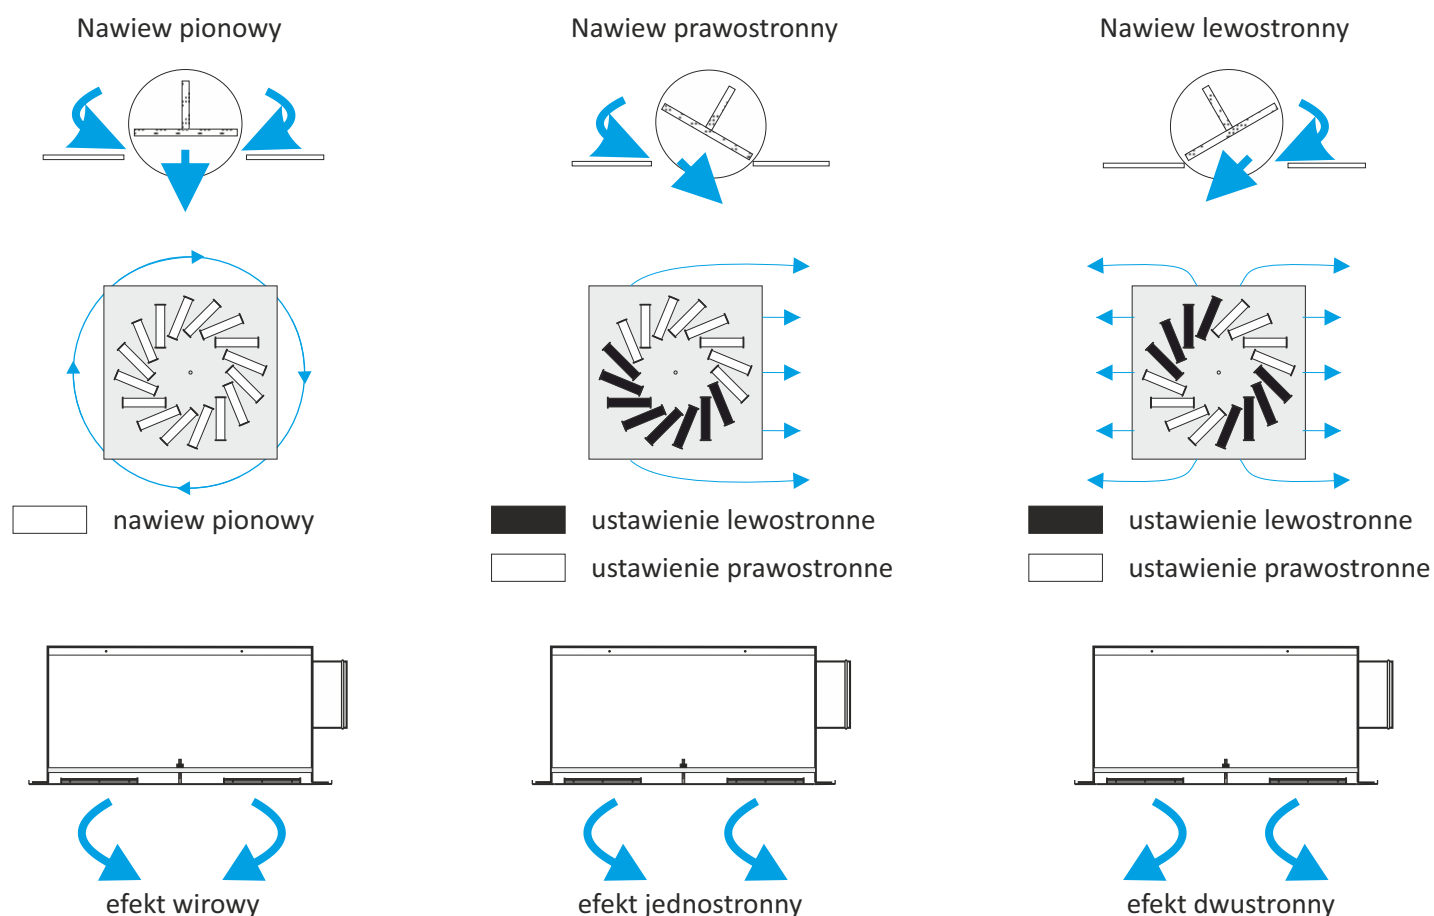 Nawiew pionowy
Nawiew prawostronny
Nawiew lewostronny
nawiew pionowy
ustawienie lewostronne
ustawienie prawostronne
ustawienie lewostronne
ustawienie prawostronne
efekt wirowy
efekt jednostronny
efekt dwustronny